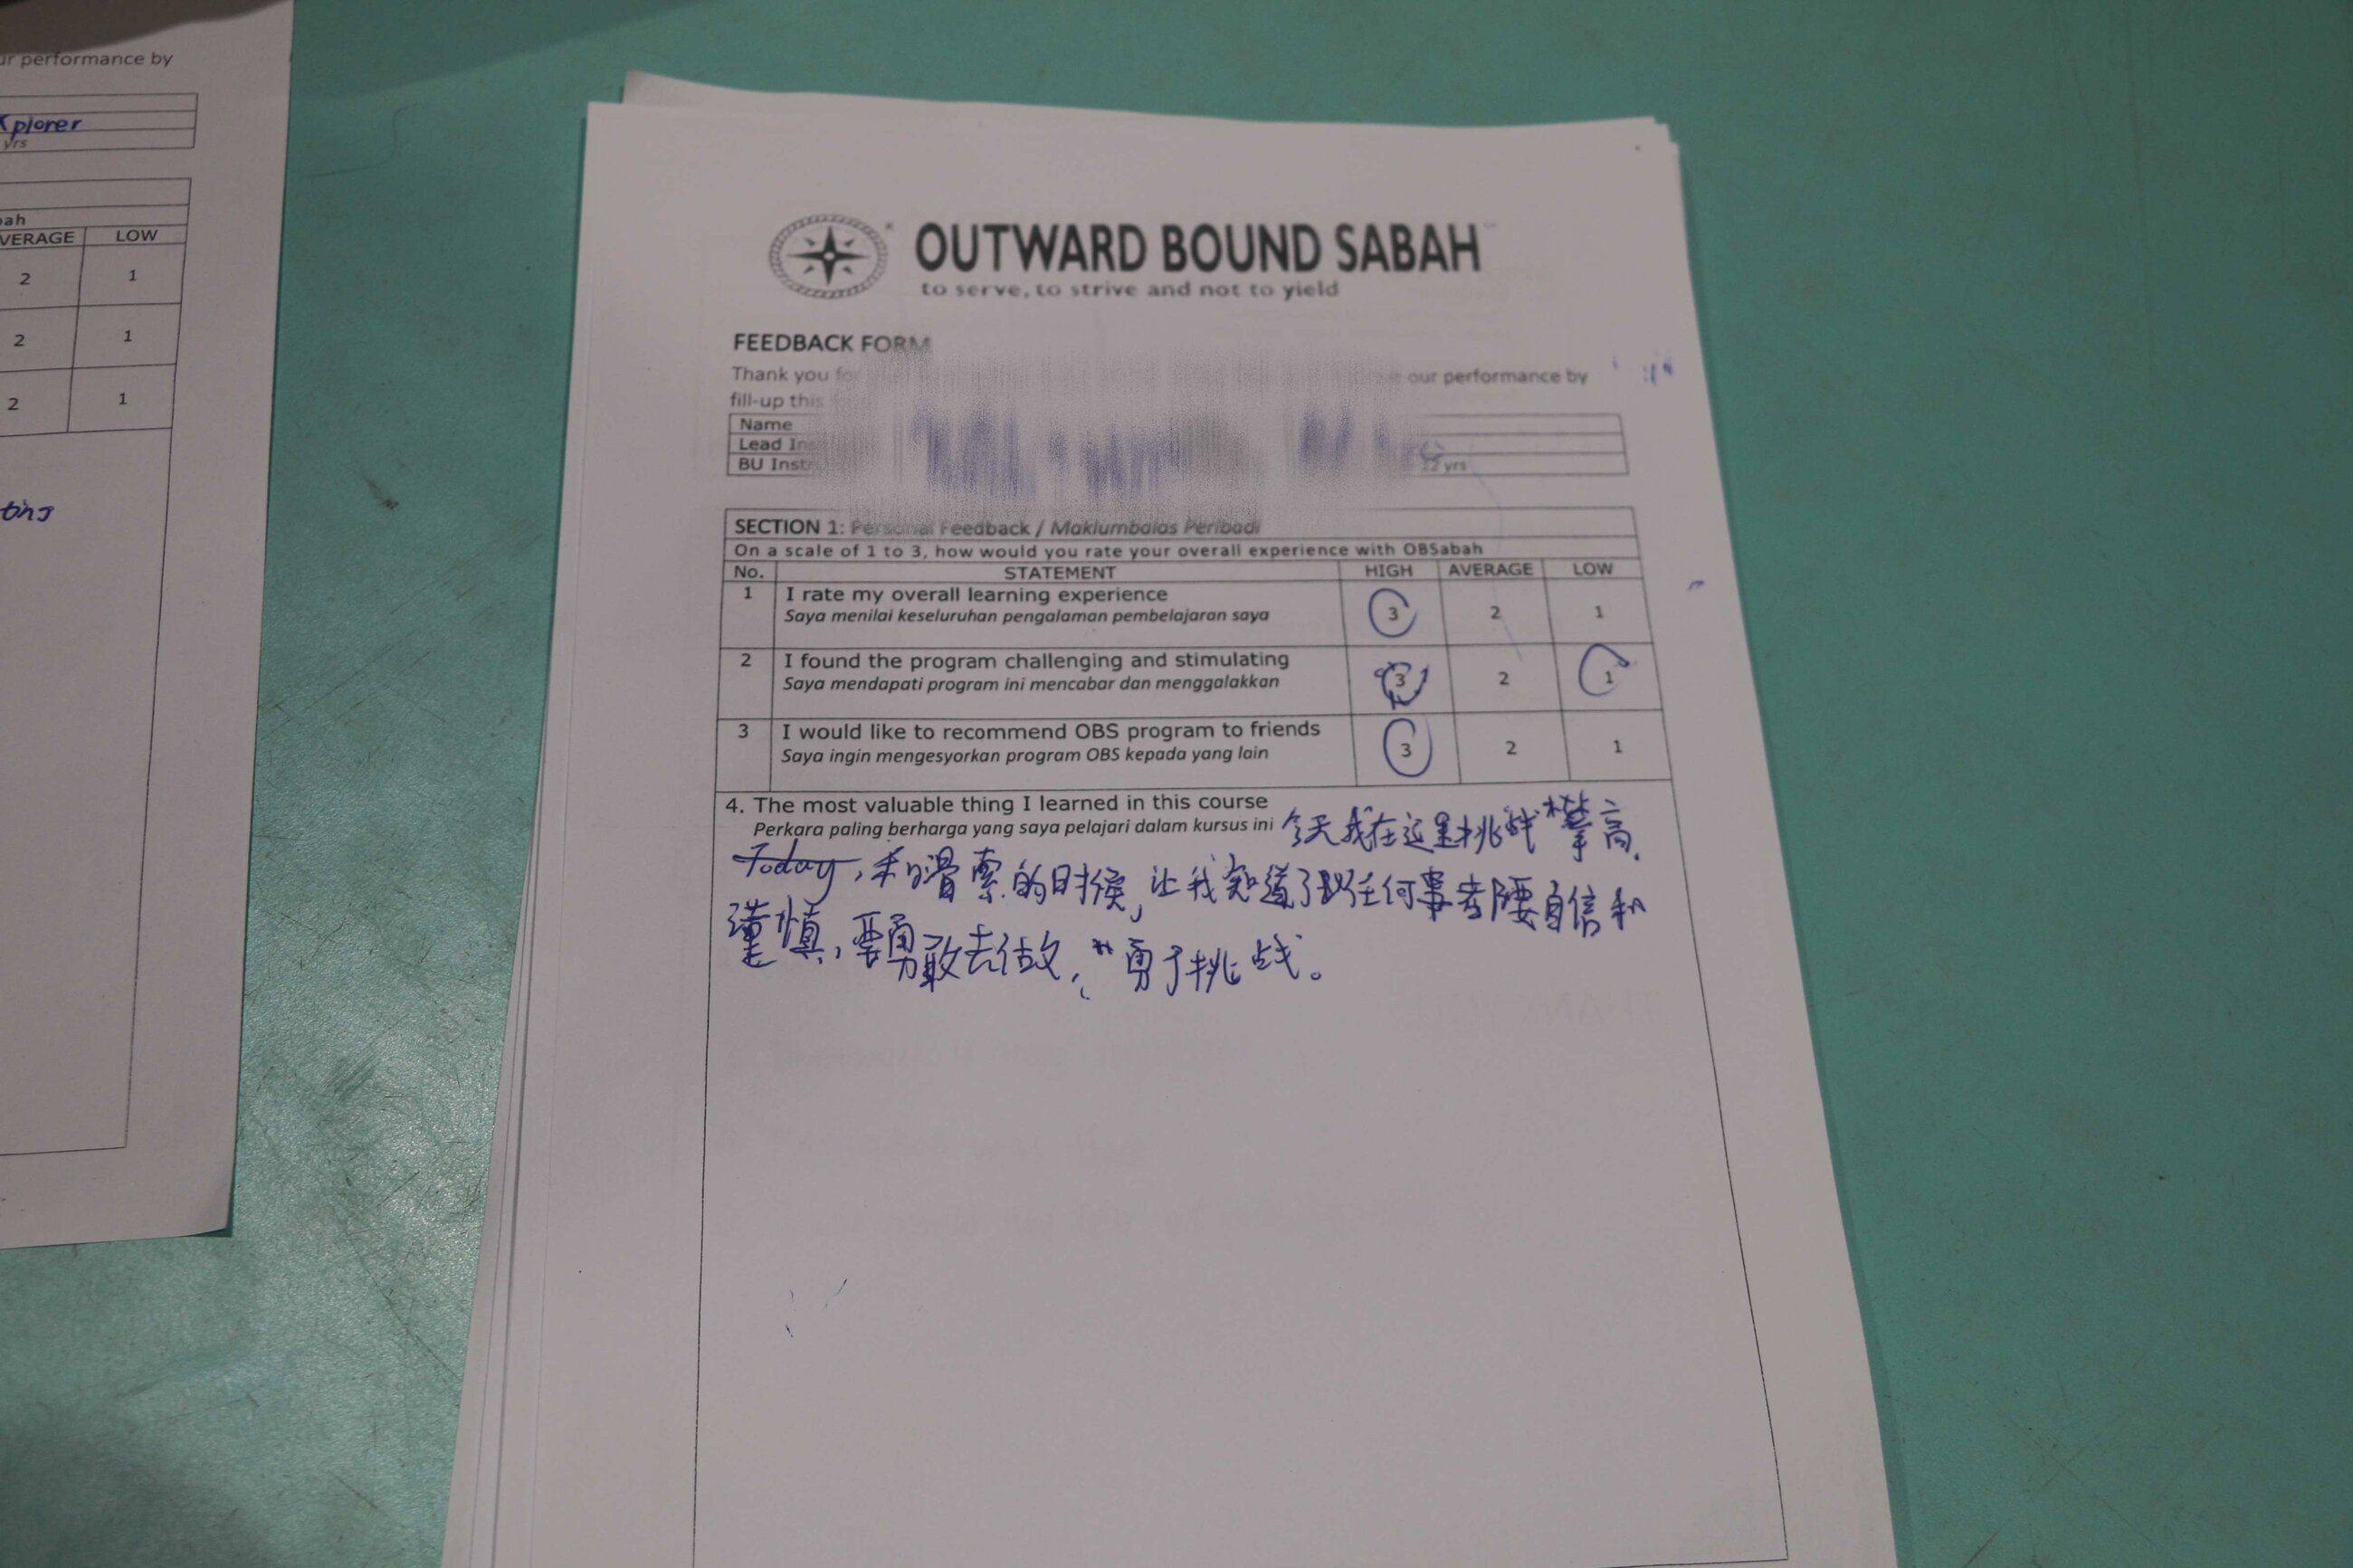 ur performance by
xplorer
yrs
bah
VERAGE LOW
2 1
2 1
2 1
OUTWARD BOUND SABAH
to serve, to strive and not to yield
FEEDBACK FORM
Thank you for our performance by
fill-up this
Name
Lead Ins
BU Inst 12 yrs
SECTION 1: Personal Feedback / Maklumbalas Peribadi
On a scale of 1 to 3, how would you rate your overall experience with OBSabah
No. STATEMENT HIGH AVERAGE LOW
1 I rate my overall learning experience 3 2 1
Saya menilai keseluruhan pengalaman pembelajaran saya
2 I found the program challenging and stimulating 3 2 1
Saya mendapati program ini mencabar dan menggalakkan
3 I would like to recommend OBS program to friends 3 2 1
Saya ingin mengesyorkan program OBS kepada yang lain
4. The most valuable thing I learned in this course
Perkara paling berharga yang saya pelajari dalam kursus ini 今天我在这里挑战攀高,
Today, 和滑索的时候,让我知道了任何事都要自信和
谨慎,要勇敢去做,"勇于挑战。